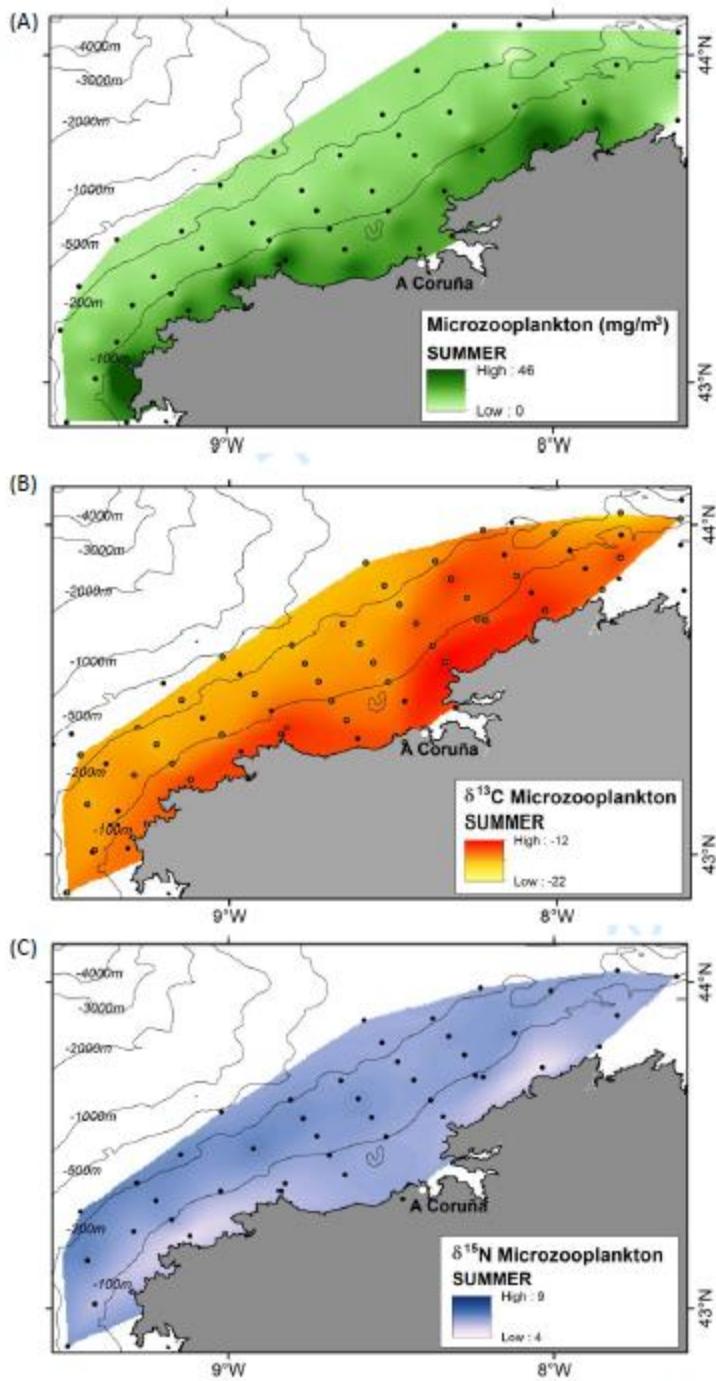 (A)
-4000m
-3000m
-2000m
-1000m
-500m
-200m
-100m
44°N
43°N
A Coruña
Microzooplankton (mg/m³)
SUMMER
High : 46
Low : 0
9°W
8°W
(B)
-4000m
-3000m
-2000m
-1000m
-500m
-200m
-100m
44°N
43°N
A Coruña
δ¹³C Microzooplankton
SUMMER
High : -12
Low : -22
9°W
8°W
(C)
-4000m
-3000m
-2000m
-1000m
-500m
-200m
-100m
44°N
43°N
A Coruña
δ¹⁵N Microzooplankton
SUMMER
High : 9
Low : 4
9°W
8°W